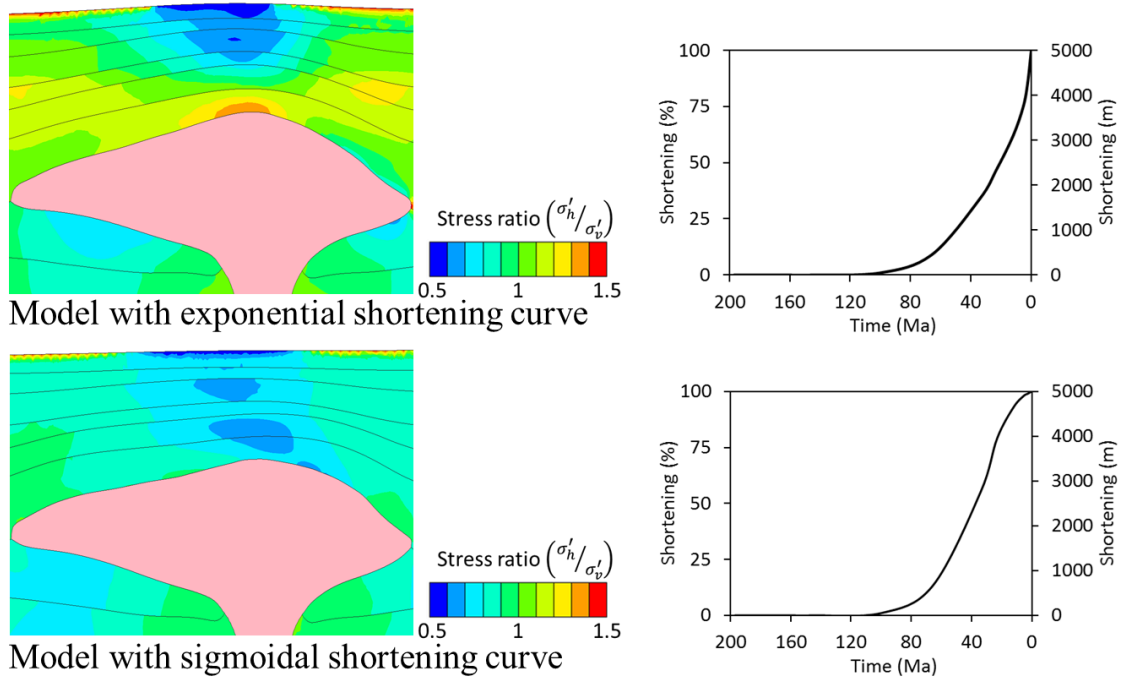 Stress ratio (σ′h/σ′v)
0.5 1 1.5
Model with exponential shortening curve
Shortening (%)
100
75
50
25
0
5000
4000
3000
2000
1000
0
Shortening (m)
200 160 120 80 40 0
Time (Ma)
Stress ratio (σ′h/σ′v)
0.5 1 1.5
Model with sigmoidal shortening curve
Shortening (%)
100
75
50
25
0
5000
4000
3000
2000
1000
0
Shortening (m)
200 160 120 80 40 0
Time (Ma)